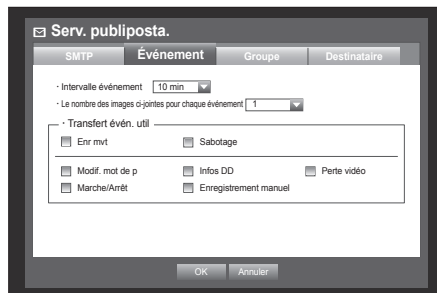 Serv. publiposta.
SMTP Événement Groupe Destinataire
· Intervalle événement 10 min
· Le nombre des images ci-jointes pour chaque événement 1
· Transfert évén. util
Enr mvt Sabotage
Modif. mot de p Infos DD Perte vidéo
Marche/Arrêt Enregistrement manuel
OK Annuler